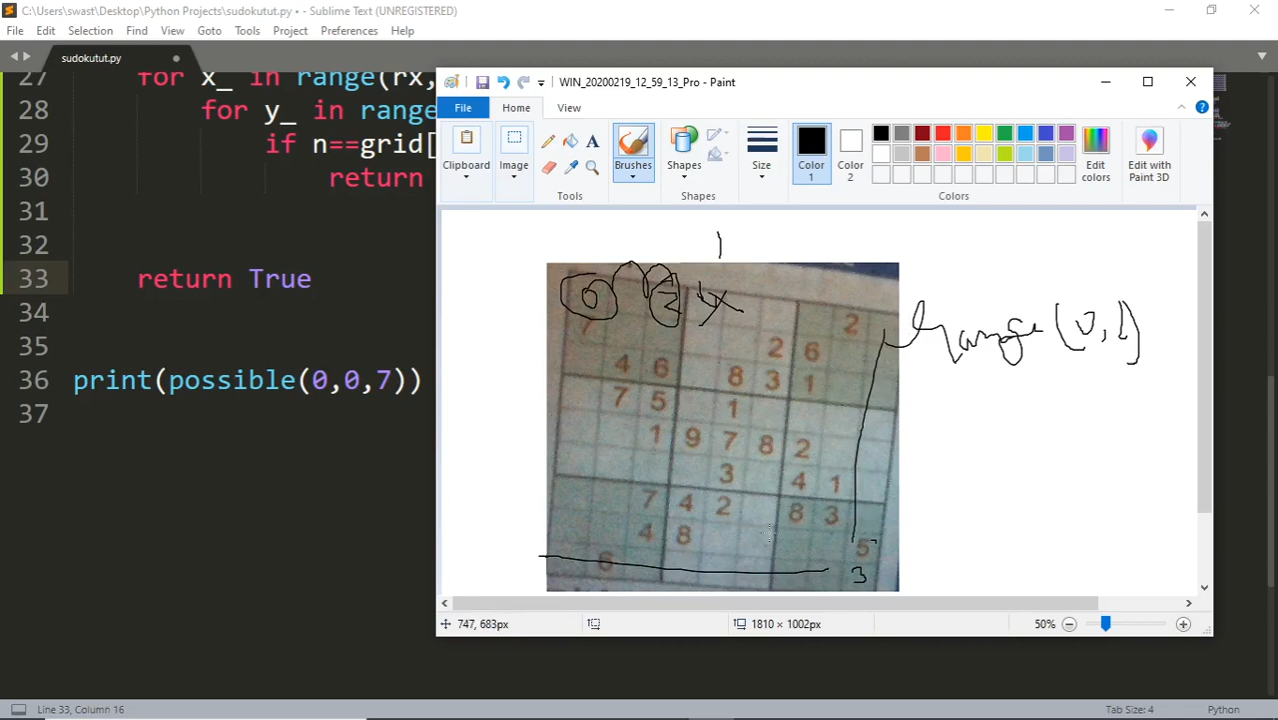 C:\Users\swast\Desktop\Python Projects\sudokutut.py • - Sublime Text (UNREGISTERED)
File Edit Selection Find View Goto Tools Project Preferences Help
sudokutut.py
27 for x_ in range(rx,
28 for y_ in range
29 if n==grid[
30 return
31
32
33 return True
34
35
36 print(possible(0,0,7))
37
WIN_20200219_12_59_13_Pro - Paint
File Home View
Clipboard
Image
Tools
Brushes
Shapes
Shapes
Size
Color 1
Color 2
Edit colors
Colors
Edit with Paint 3D
1
0 2
7 2
2 6
4 6 8 3 1
7 5 1
1 9 7 8 2
3 4 1
7 4 2 8 3
4 8 5
6 3
747, 683px
1810 × 1002px
50%
Line 33, Column 16
Tab Size: 4
Python